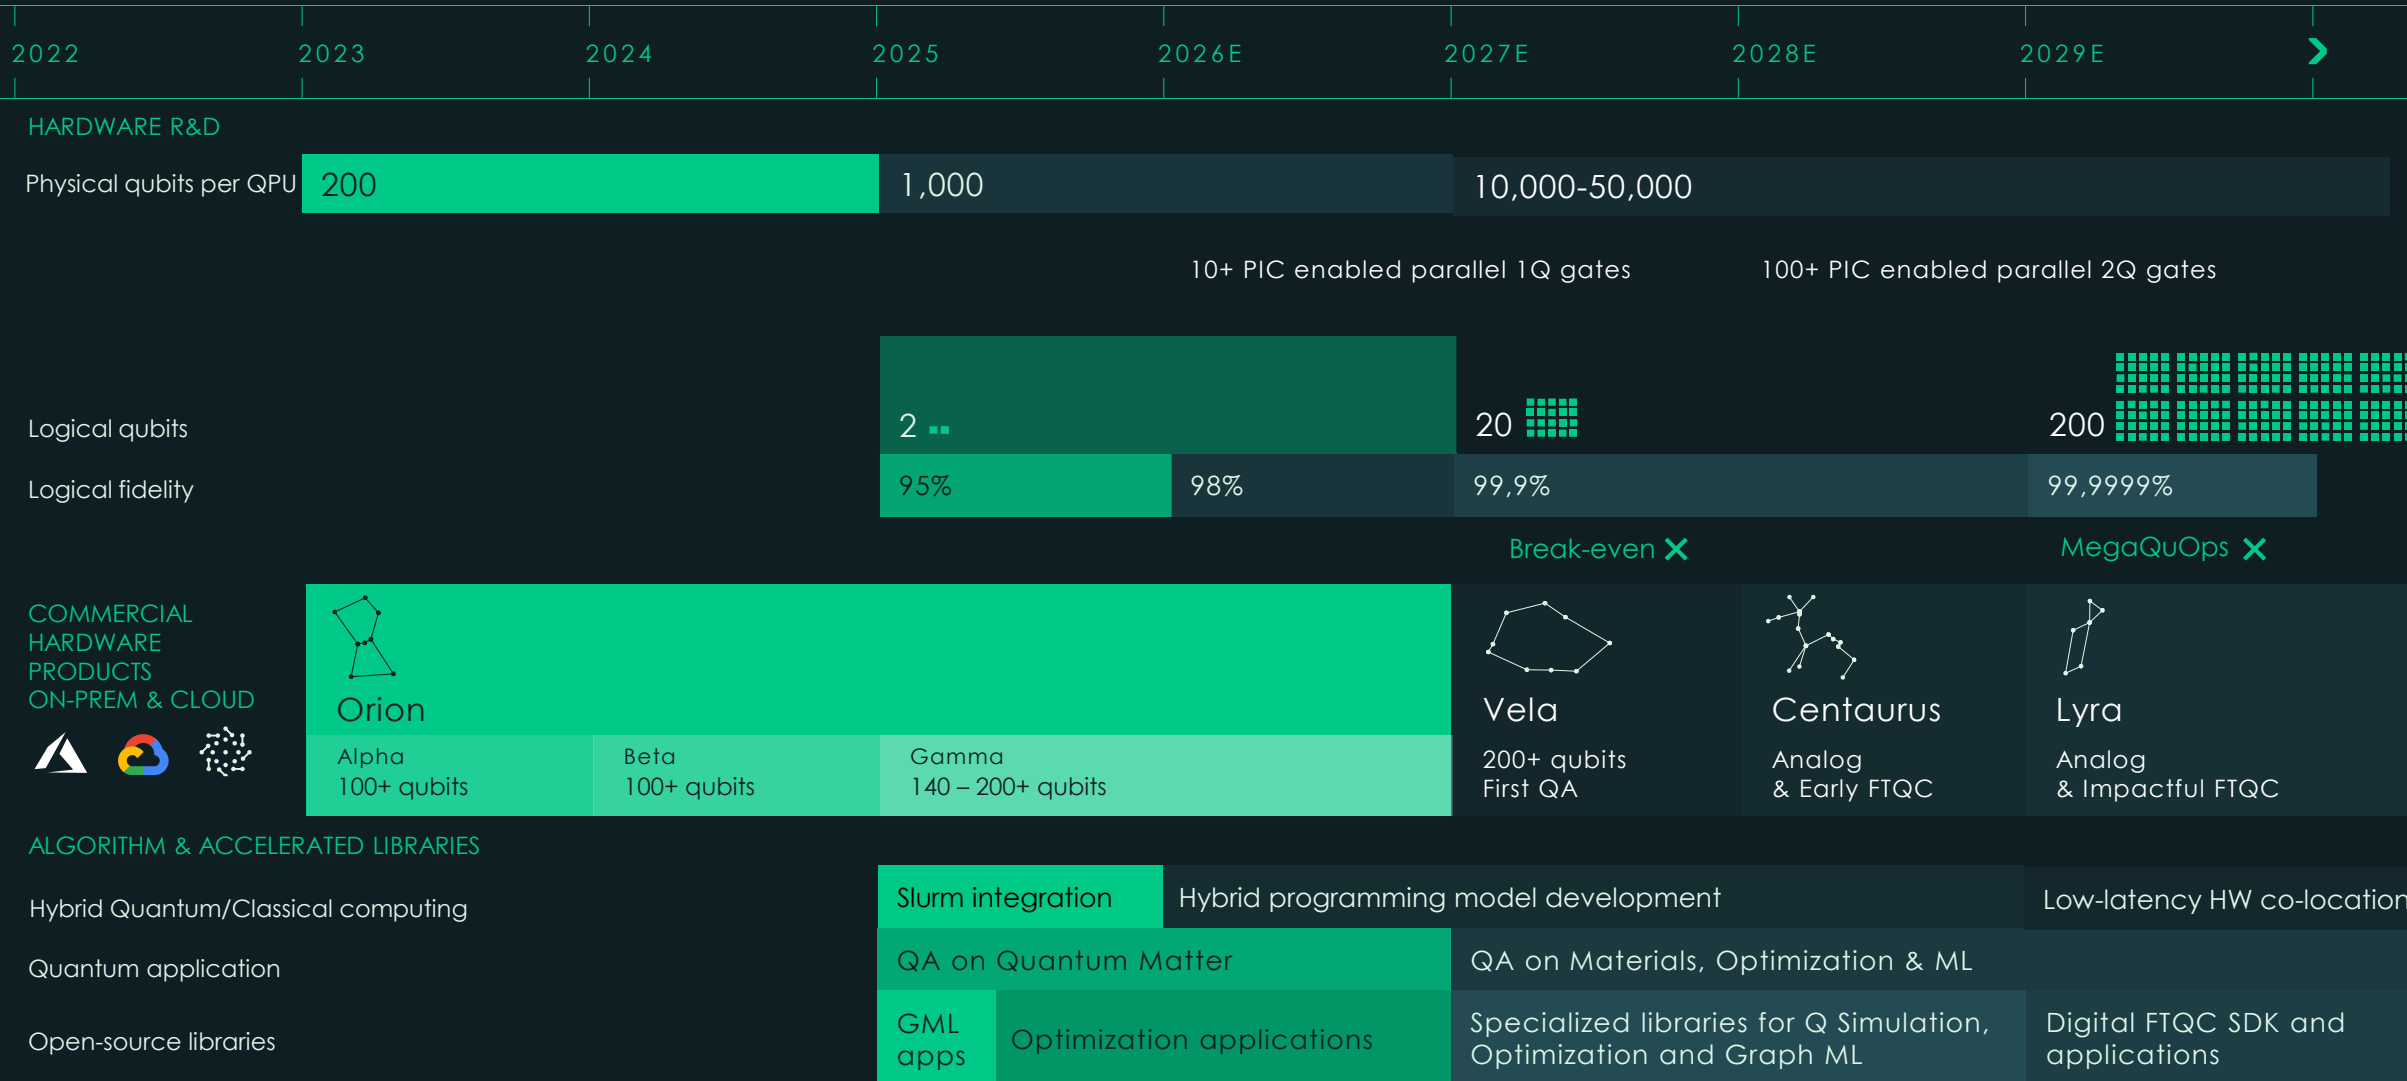 2022 2023 2024 2025 2026E 2027E 2028E 2029E
HARDWARE R&D
Physical qubits per QPU 200 1,000 10,000-50,000
10+ PIC enabled parallel 1Q gates 100+ PIC enabled parallel 2Q gates
Logical qubits 2 20 200
Logical fidelity 95% 98% 99,9% 99,9999%
Break-even MegaQuOps
COMMERCIAL
HARDWARE
PRODUCTS
ON-PREM & CLOUD
Orion Vela Centaurus Lyra
Alpha
100+ qubits
Beta
100+ qubits
Gamma
140 – 200+ qubits
200+ qubits
First QA
Analog
& Early FTQC
Analog
& Impactful FTQC
ALGORITHM & ACCELERATED LIBRARIES
Hybrid Quantum/Classical computing Slurm integration Hybrid programming model development Low-latency HW co-location
Quantum application QA on Quantum Matter QA on Materials, Optimization & ML
Open-source libraries
GML
apps
Optimization applications
Specialized libraries for Q Simulation,
Optimization and Graph ML
Digital FTQC SDK and
applications